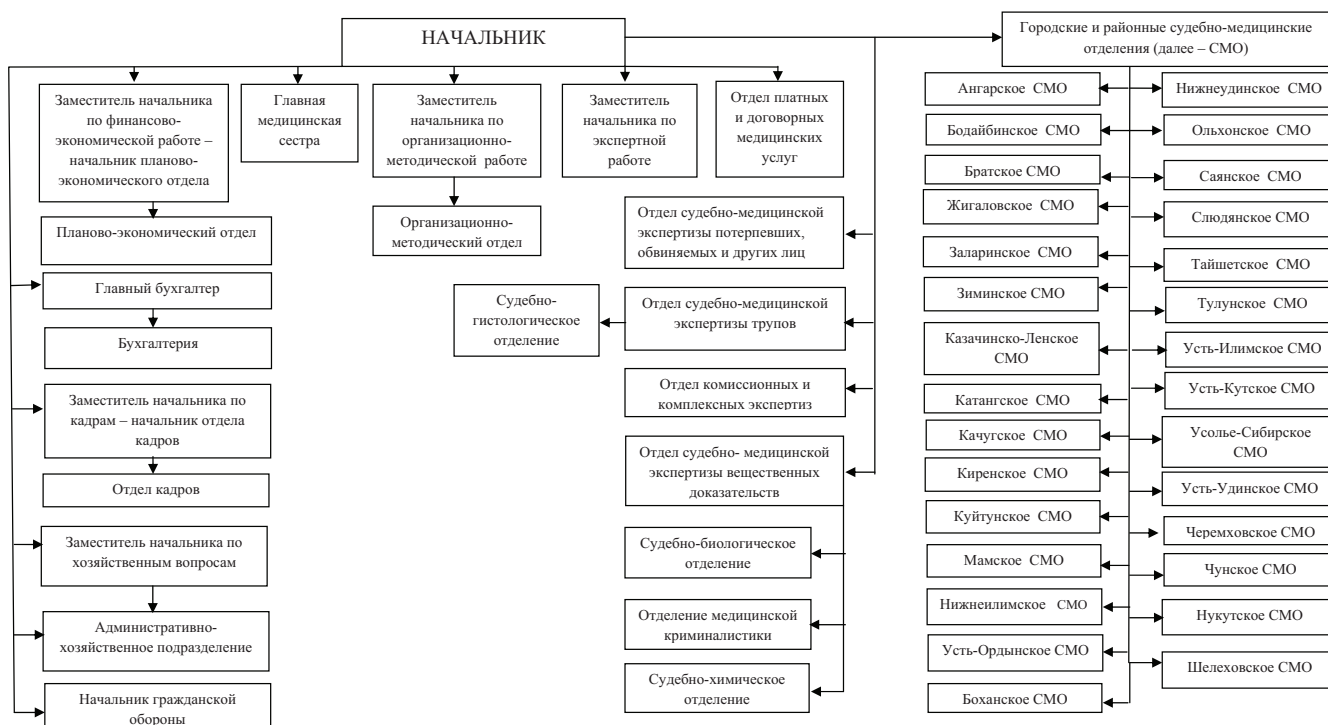 НАЧАЛЬНИК
Городские и районные судебно-медицинские
отделения (далее – СМО)
Заместитель начальника
по финансово-
экономической работе –
начальник планово-
экономического отдела
Главная
медицинская
сестра
Заместитель
начальника по
организационно-
методической работе
Заместитель
начальника по
экспертной
работе
Отдел платных
и договорных
медицинских
услуг
Планово-экономический отдел
Организационно-
методический отдел
Главный бухгалтер
Бухгалтерия
Заместитель начальника по
кадрам – начальник отдела
кадров
Отдел кадров
Заместитель начальника по
хозяйственным вопросам
Административно-
хозяйственное подразделение
Начальник гражданской
обороны
Отдел судебно-медицинской
экспертизы потерпевших,
обвиняемых и других лиц
Судебно-
гистологическое
отделение
Отдел судебно-медицинской
экспертизы трупов
Отдел комиссионных и
комплексных экспертиз
Отдел судебно- медицинской
экспертизы вещественных
доказательств
Судебно-биологическое
отделение
Отделение медицинской
криминалистики
Судебно-химическое
отделение
Ангарское СМО
Бодайбинское СМО
Братское СМО
Жигаловское СМО
Заларинское СМО
Зиминское СМО
Казачинско-Ленское
СМО
Катангское СМО
Качугское СМО
Киренское СМО
Куйтунское СМО
Мамское СМО
Нижнеилимское СМО
Усть-Ордынское СМО
Боханское СМО
Нижнеудинское СМО
Ольхонское СМО
Саянское СМО
Слюдянское СМО
Тайшетское СМО
Тулунское СМО
Усть-Илимское СМО
Усть-Кутское СМО
Усолье-Сибирское
СМО
Усть-Удинское СМО
Черемховское СМО
Чунское СМО
Нукутское СМО
Шелеховское СМО